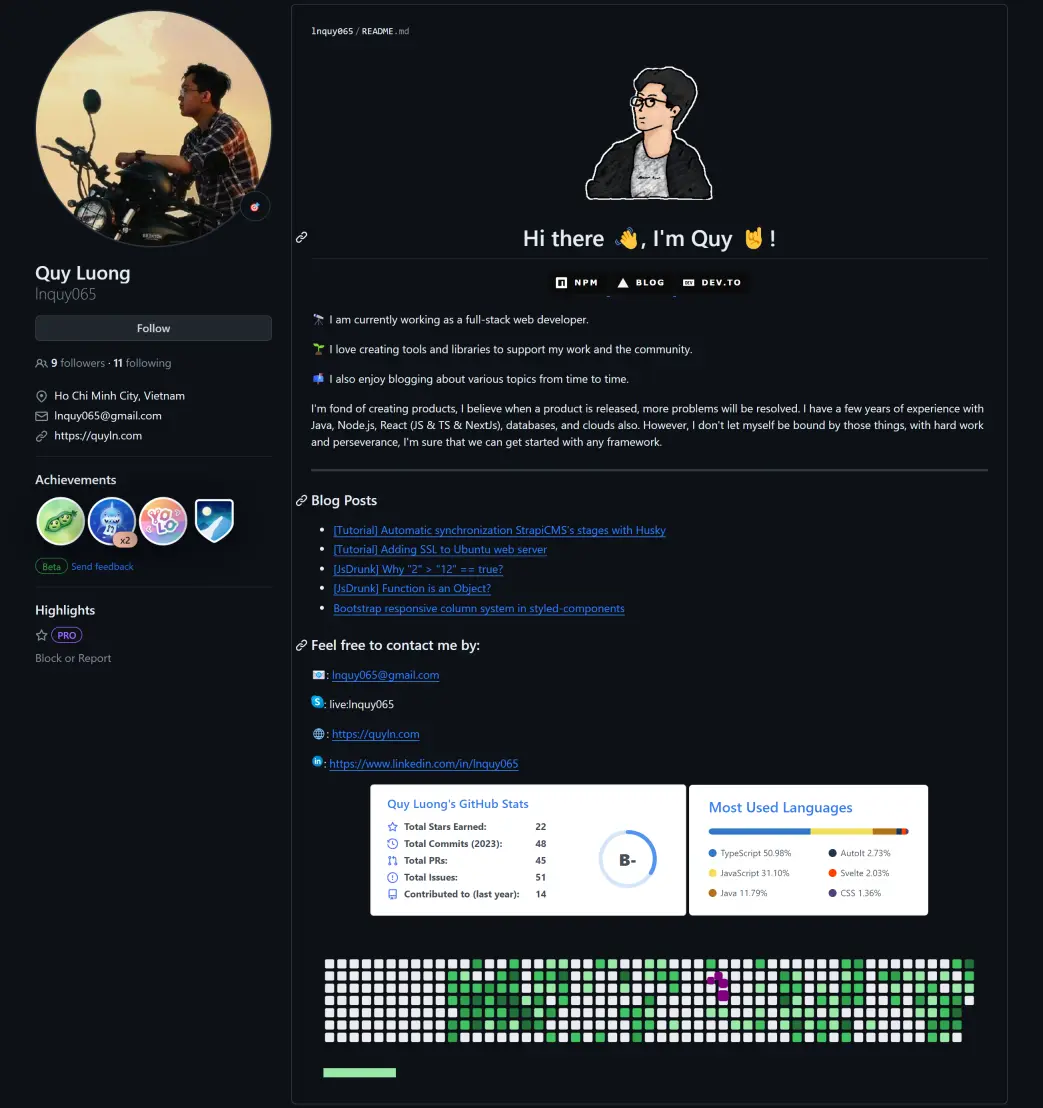 Quy Luong
lnquy065
Follow
9 followers · 11 following
Ho Chi Minh City, Vietnam
lnquy065@gmail.com
https://quyln.com
Achievements
YOLO
x2
Beta Send feedback
Highlights
PRO
Block or Report
lnquy065 / README.md
Hi there 👋, I'm Quy 🤘 !
NPM BLOG DEV.TO
🔭 I am currently working as a full-stack web developer.
🌱 I love creating tools and libraries to support my work and the community.
📫 I also enjoy blogging about various topics from time to time.
I'm fond of creating products, I believe when a product is released, more problems will be resolved. I have a few years of experience with
Java, Node.js, React (JS & TS & NextJs), databases, and clouds also. However, I don't let myself be bound by those things, with hard work
and perseverance, I'm sure that we can get started with any framework.
Blog Posts
• [Tutorial] Automatic synchronization StrapiCMS's stages with Husky
• [Tutorial] Adding SSL to Ubuntu web server
• [JsDrunk] Why "2" > "12" == true?
• [JsDrunk] Function is an Object?
• Bootstrap responsive column system in styled-components
Feel free to contact me by:
📧: lnquy065@gmail.com
: live:lnquy065
🌐: https://quyln.com
: https://www.linkedin.com/in/lnquy065
Quy Luong's GitHub Stats
Total Stars Earned: 22
Total Commits (2023): 48
Total PRs: 45
Total Issues: 51
Contributed to (last year): 14
B-
Most Used Languages
TypeScript 50.98%
JavaScript 31.10%
Java 11.79%
AutoIt 2.73%
Svelte 2.03%
CSS 1.36%